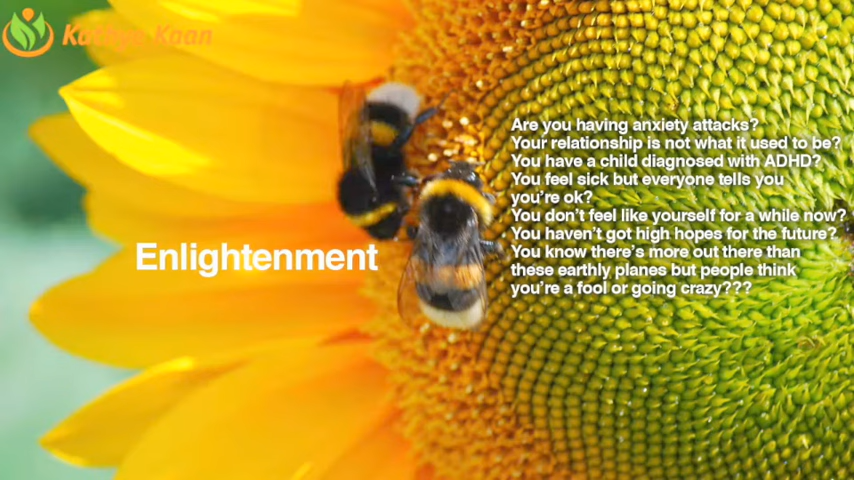 Kathya Kaan
Are you having anxiety attacks?
Your relationship is not what it used to be?
You have a child diagnosed with ADHD?
You feel sick but everyone tells you
you're ok?
You don't feel like yourself for a while now?
You haven't got high hopes for the future?
You know there's more out there than
these earthly planes but people think
you're a fool or going crazy???
Enlightenment